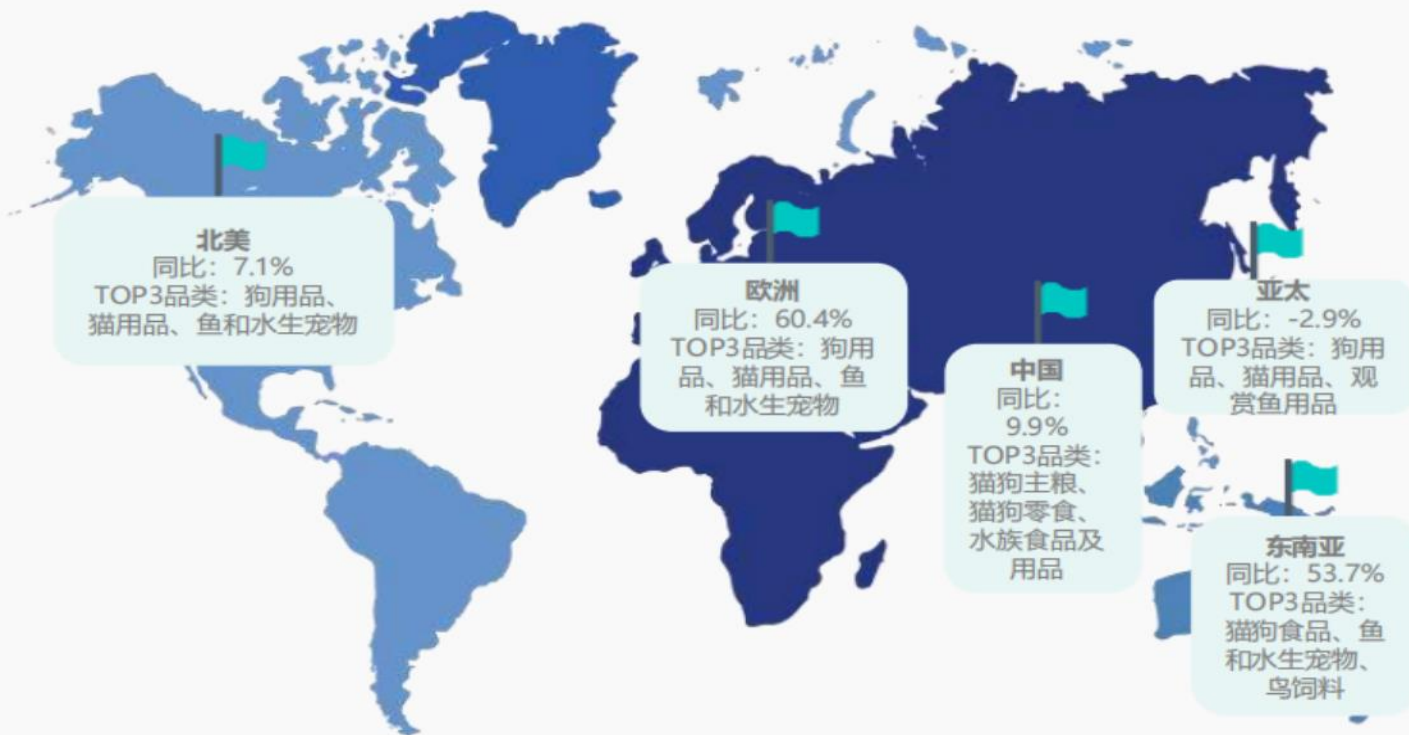 北美
同比：7.1%
TOP3品类：狗用品、
猫用品、鱼和水生宠物
欧洲
同比：60.4%
TOP3品类：狗用
品、猫用品、鱼
和水生宠物
中国
同比：
9.9%
TOP3品类：
猫狗主粮、
猫狗零食、
水族食品及
用品
亚太
同比：-2.9%
TOP3品类：狗用
品、猫用品、观
赏鱼用品
东南亚
同比：53.7%
TOP3品类：
猫狗食品、鱼
和水生宠物、
鸟饲料